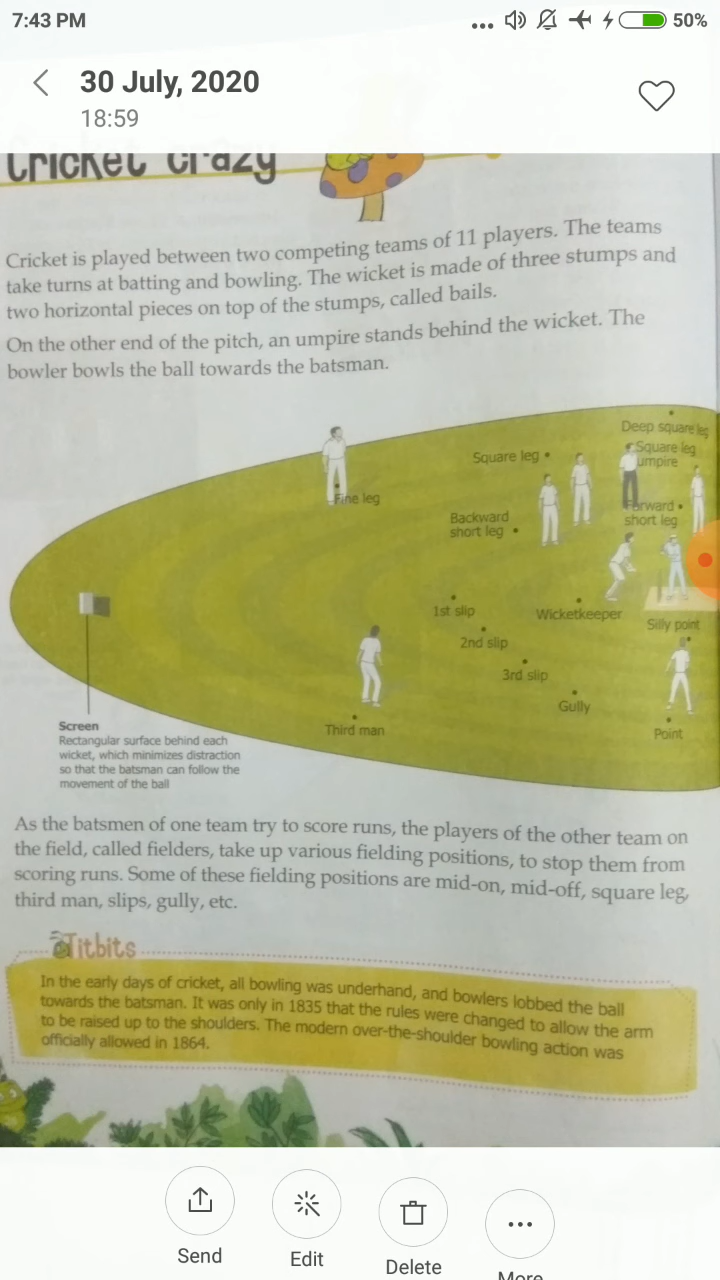 7:43 PM
50%
30 July, 2020
18:59
Cricket Crazy
Cricket is played between two competing teams of 11 players. The teams
take turns at batting and bowling. The wicket is made of three stumps and
two horizontal pieces on top of the stumps, called bails.
On the other end of the pitch, an umpire stands behind the wicket. The
bowler bowls the ball towards the batsman.
Deep square leg
Square leg
Square leg
umpire
Fine leg
Forward
short leg
Backward
short leg
1st slip
Wicketkeeper
Silly point
2nd slip
3rd slip
Gully
Third man
Point
Screen
Rectangular surface behind each
wicket, which minimizes distraction
so that the batsman can follow the
movement of the ball
As the batsmen of one team try to score runs, the players of the other team on
the field, called fielders, take up various fielding positions, to stop them from
scoring runs. Some of these fielding positions are mid-on, mid-off, square leg,
third man, slips, gully, etc.
Titbits
In the early days of cricket, all bowling was underhand, and bowlers lobbed the ball
towards the batsman. It was only in 1835 that the rules were changed to allow the arm
to be raised up to the shoulders. The modern over-the-shoulder bowling action was
officially allowed in 1864.
Send
Edit
Delete
More